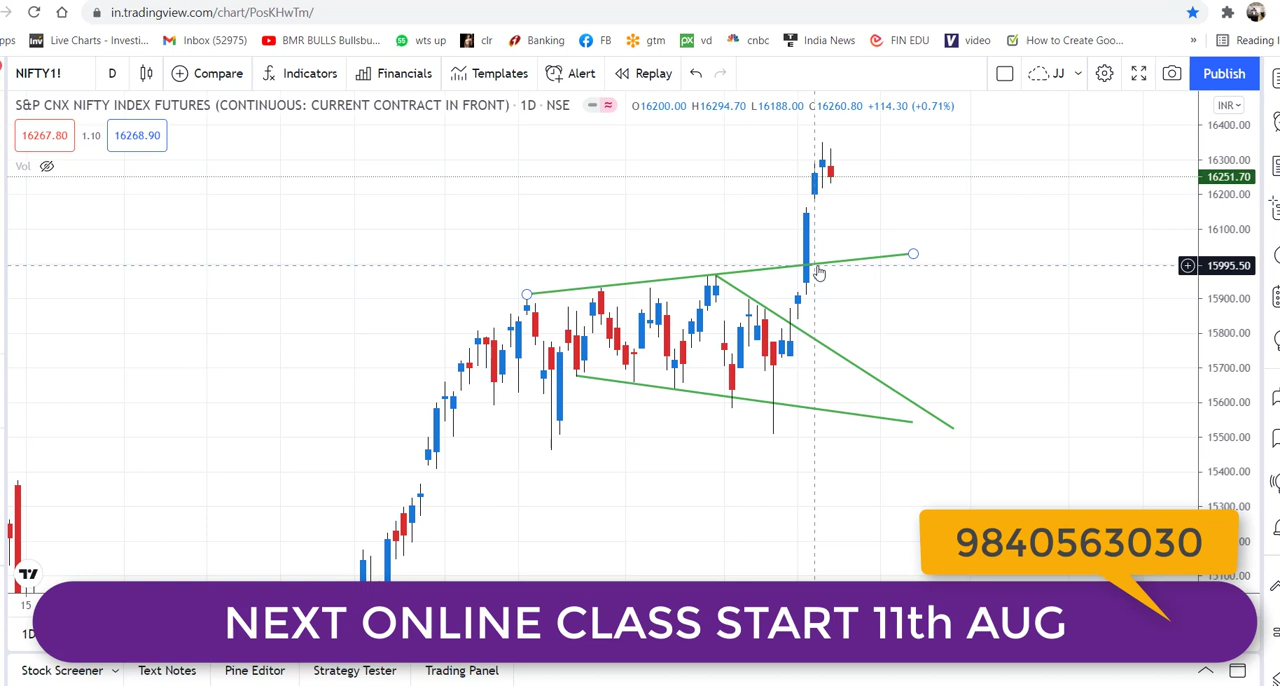 in.tradingview.com/chart/PosKHwTm/
pps Live Charts - Investi... Inbox (52975) BMR BULLS Bullsbu... wts up clr Banking FB gtm vd cnbc India News FIN EDU video How to Create Goo... » Reading
NIFTY1! D Compare Indicators Financials Templates Alert Replay JJ Publish
S&P CNX NIFTY INDEX FUTURES (CONTINUOUS: CURRENT CONTRACT IN FRONT) · 1D · NSE O16200.00 H16294.70 L16188.00 C16260.80 +114.30 (+0.71%) INR
16267.80 1.10 16268.90
Vol
16400.00
16300.00
16251.70
16200.00
16100.00
15995.50
15900.00
15800.00
15700.00
15600.00
15500.00
15400.00
15300.00
9840563030
15
NEXT ONLINE CLASS START 11th AUG
Stock Screener Text Notes Pine Editor Strategy Tester Trading Panel